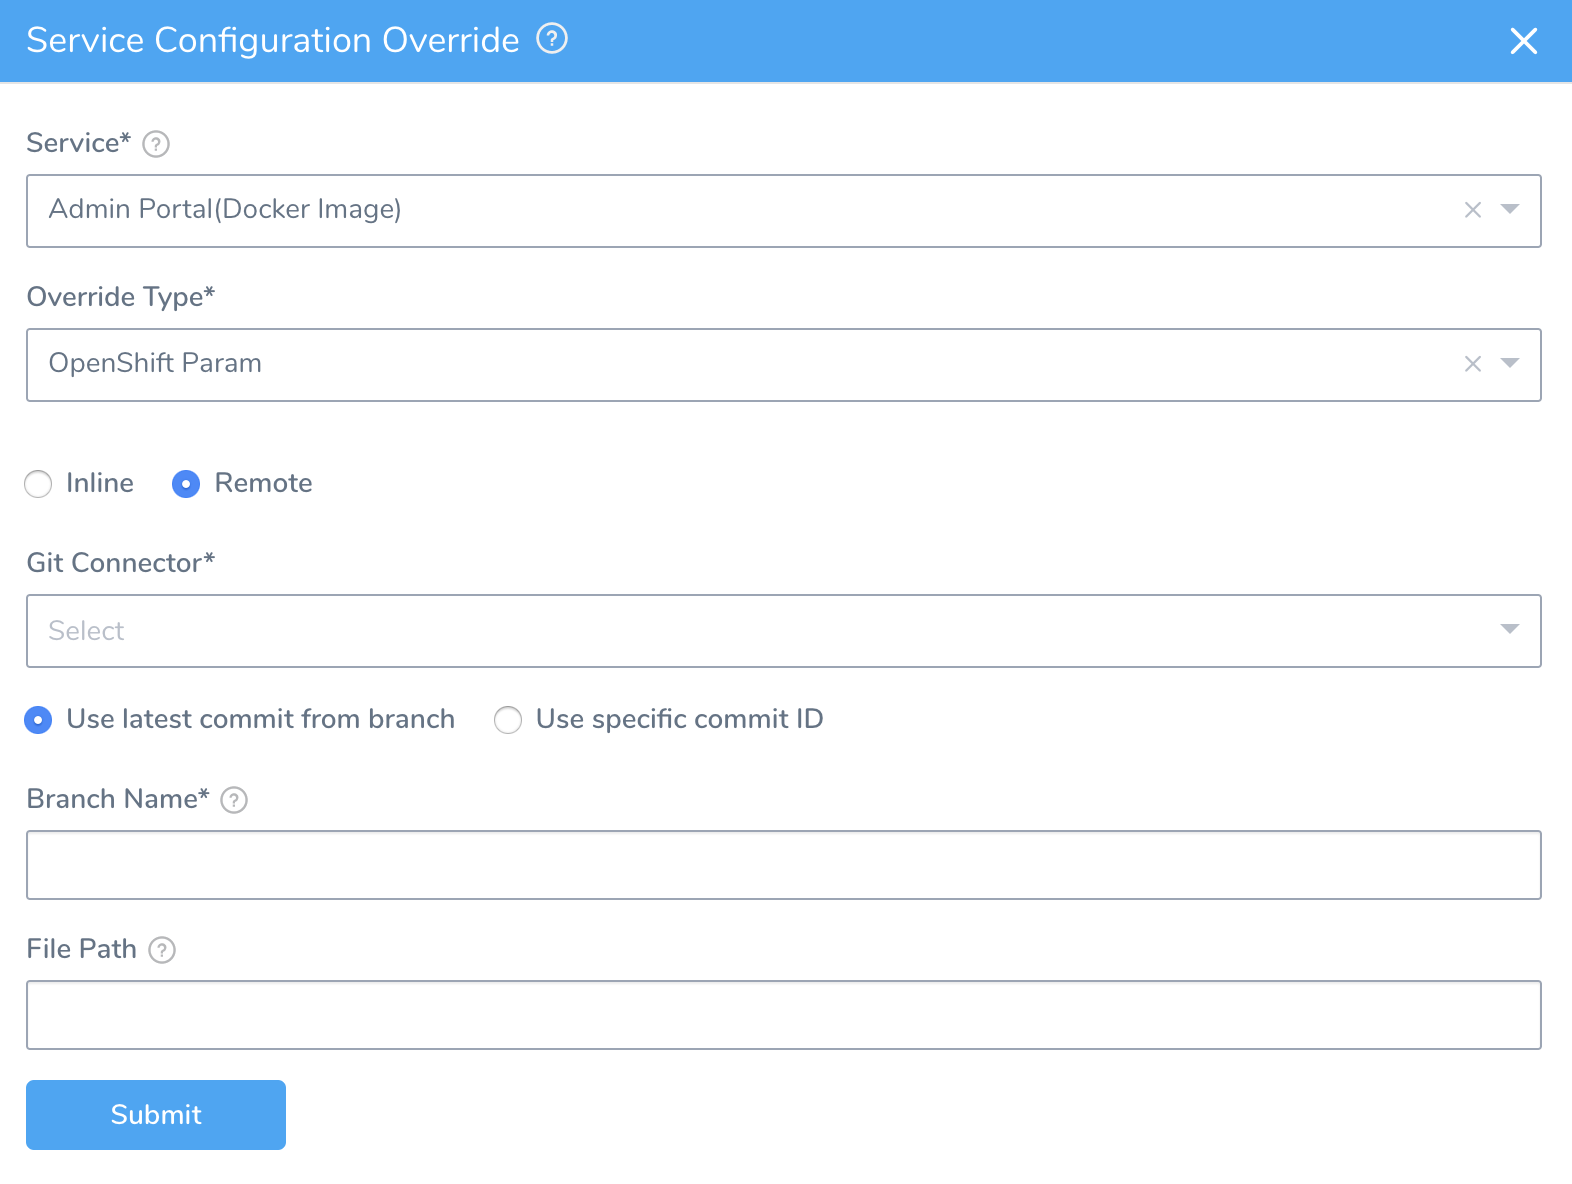 Service Configuration Override ?
Service* ?
Admin Portal(Docker Image)
Override Type*
OpenShift Param
Inline Remote
Git Connector*
Select
Use latest commit from branch Use specific commit ID
Branch Name* ?
File Path ?
Submit